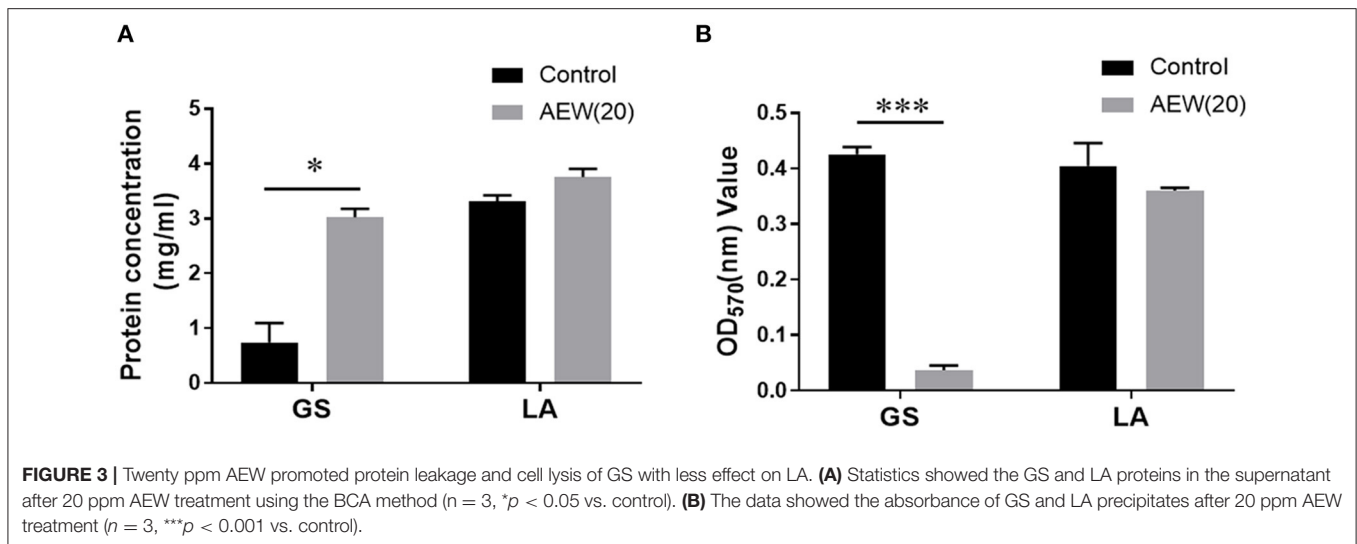 A
Control
AEW(20)
Protein concentration
(mg/ml)
5
4
3
2
1
0
*
GS
LA
B
Control
AEW(20)
OD570(nm) Value
0.5
0.4
0.3
0.2
0.1
0.0
***
GS
LA
FIGURE 3 | Twenty ppm AEW promoted protein leakage and cell lysis of GS with less effect on LA. (A) Statistics showed the GS and LA proteins in the supernatant
after 20 ppm AEW treatment using the BCA method (n = 3, *p < 0.05 vs. control). (B) The data showed the absorbance of GS and LA precipitates after 20 ppm AEW
treatment (n = 3, ***p < 0.001 vs. control).